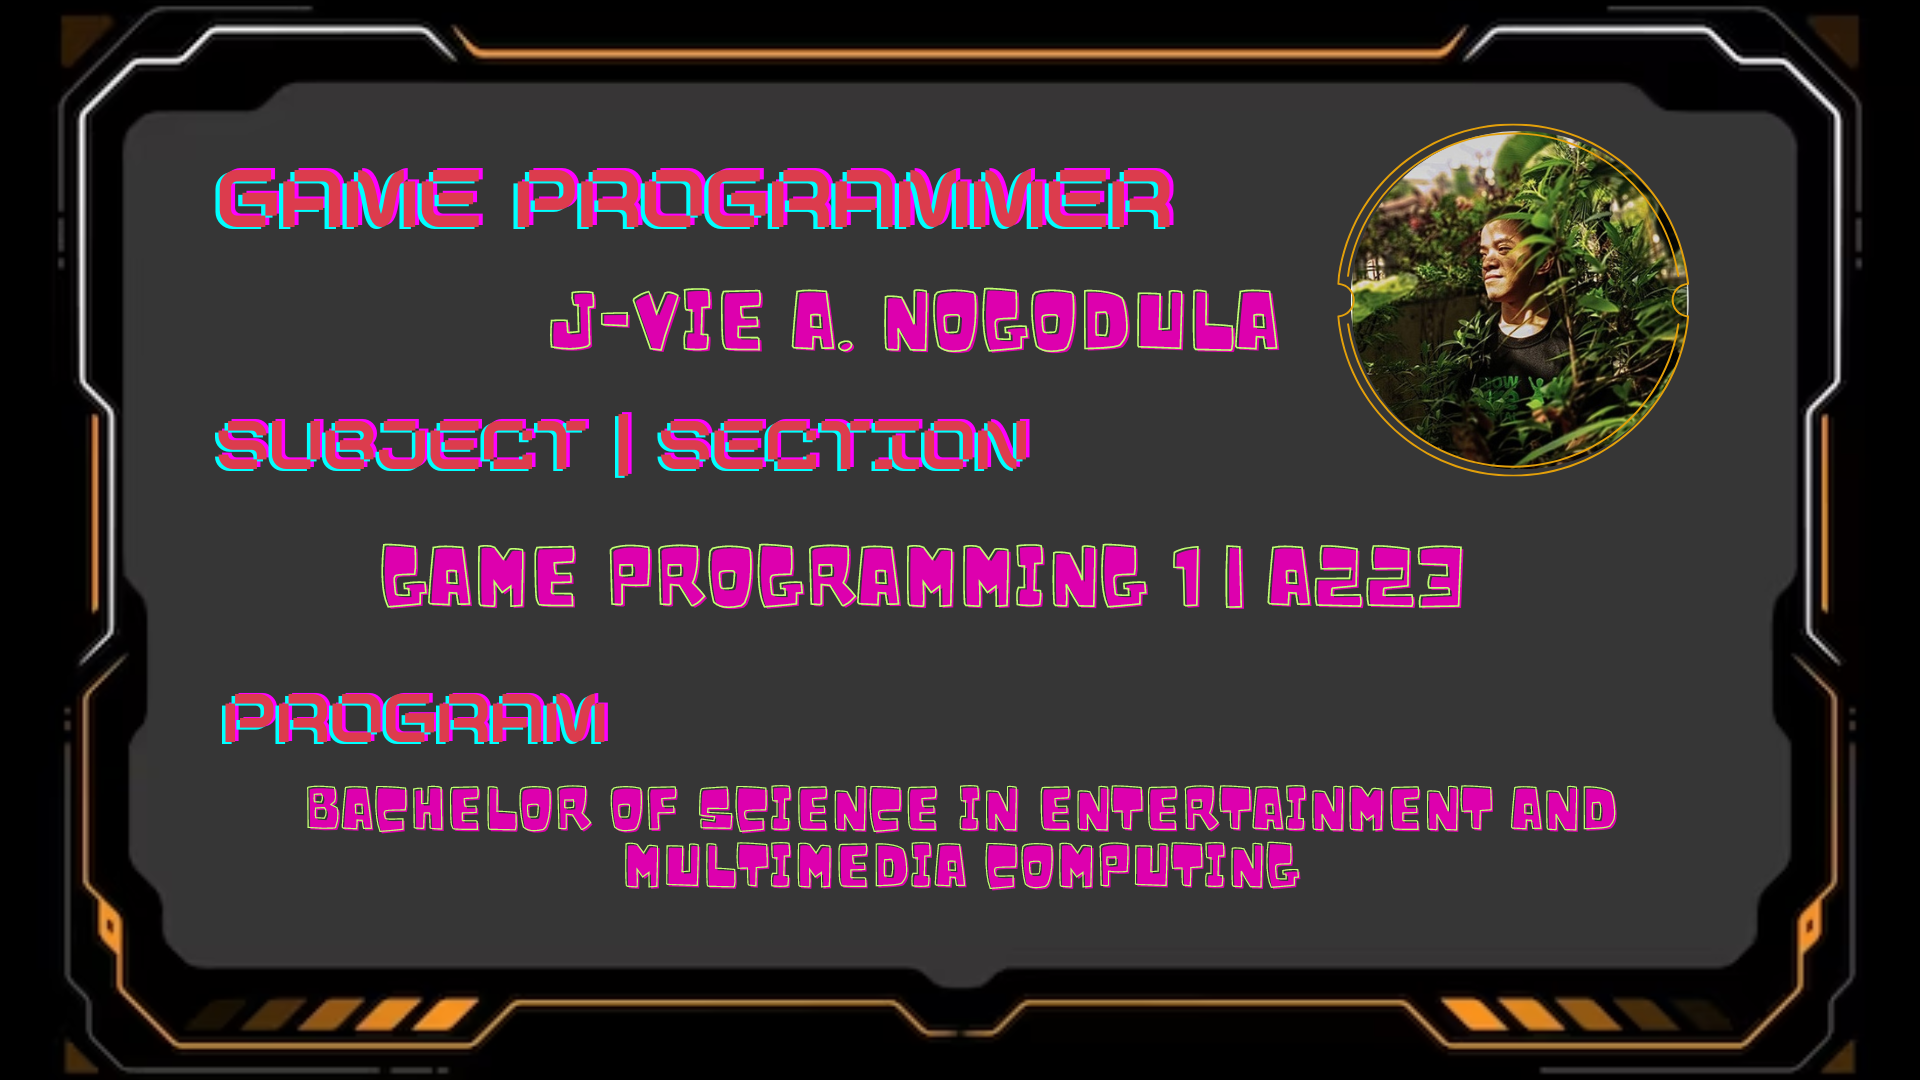 GAME PROGRAMMER
J-VIE A. NOGODULA
SUBJECT | SECTION
GAME PROGRAMMING 1 | A223
PROGRAM
BACHELOR OF SCIENCE IN ENTERTAINMENT AND
MULTIMEDIA COMPUTING